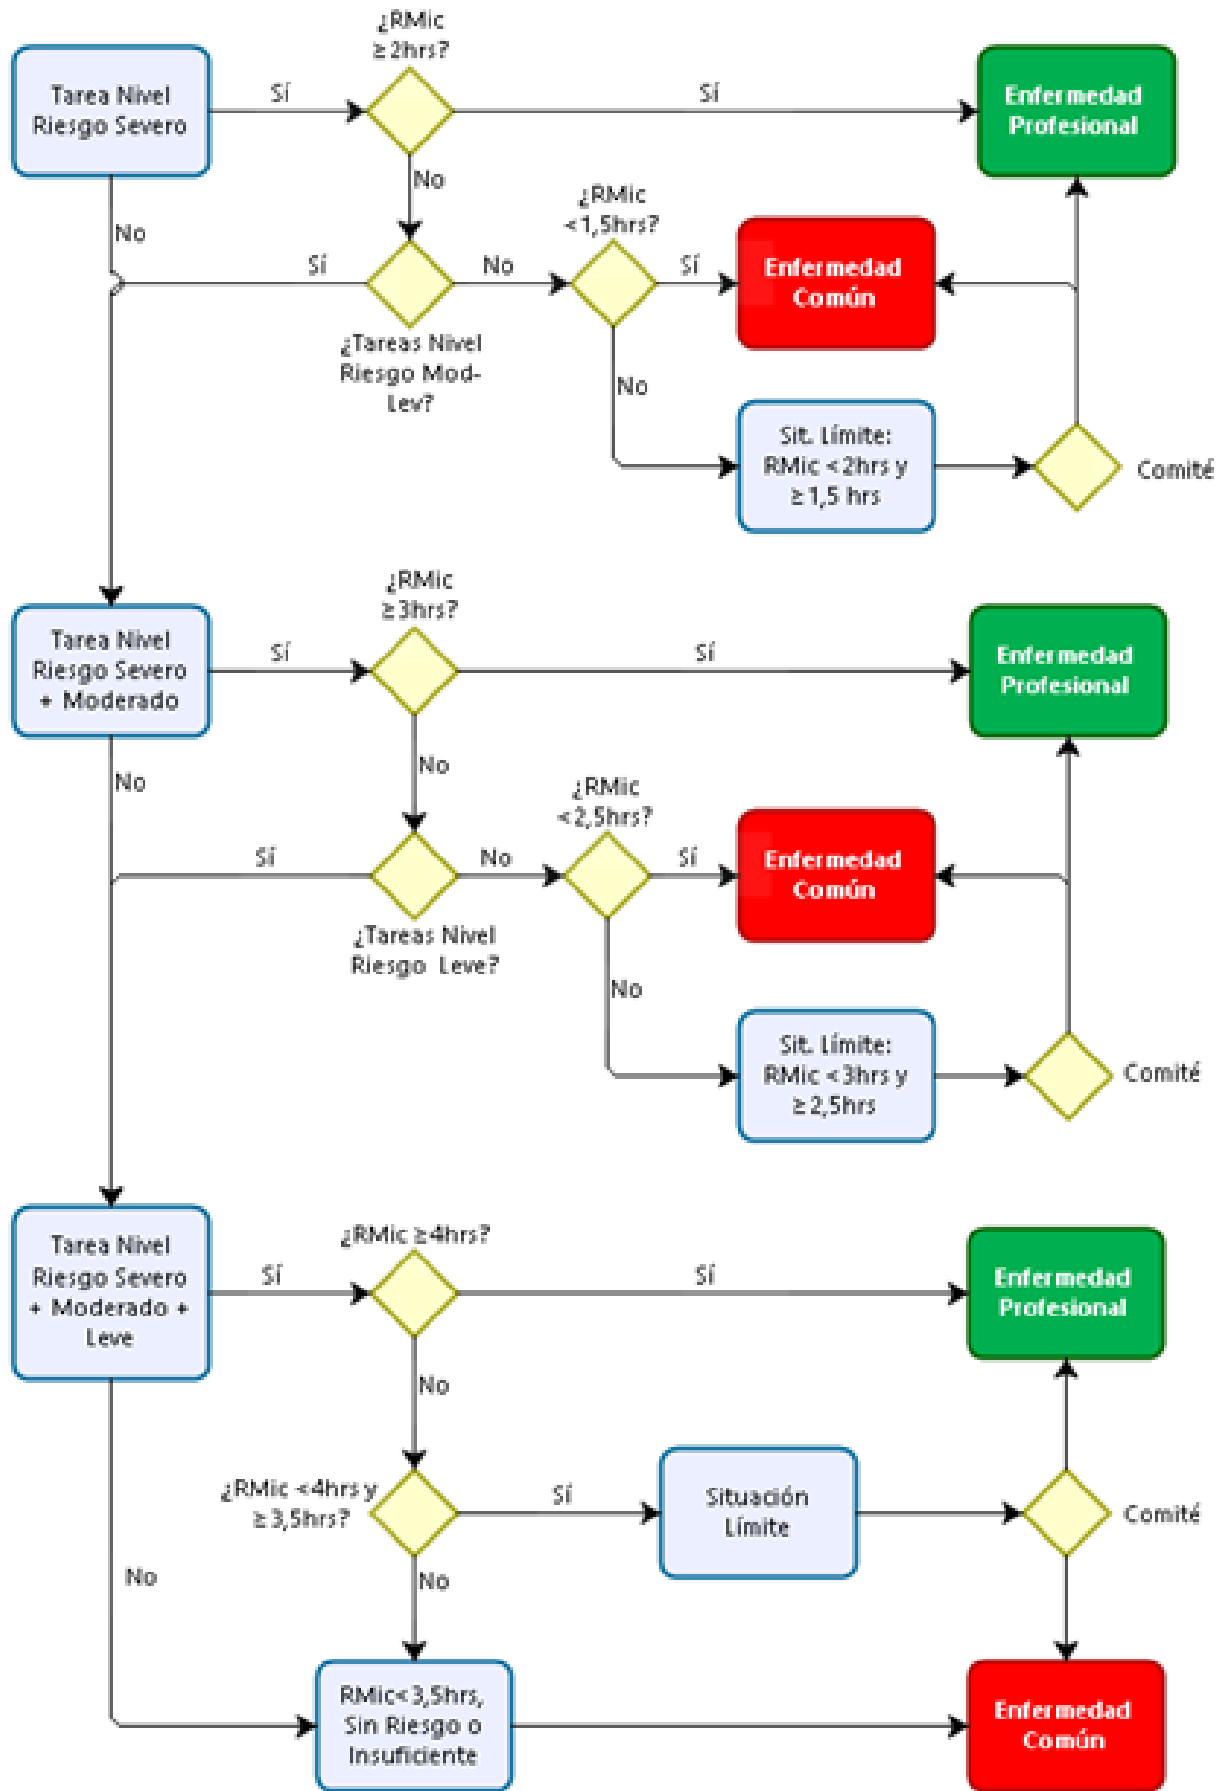 ¿RMic
≥2hrs?
Tarea Nivel
Riesgo Severo
Sí
Sí
Enfermedad
Profesional
No
¿RMic
<1,5hrs?
No
Sí
No
Sí
Enfermedad
Común
¿Tareas Nivel
Riesgo Mod-
Lev?
No
Sit. Límite:
RMic <2hrs y
≥1,5 hrs
Comité
¿RMic
≥3hrs?
Tarea Nivel
Riesgo Severo
+ Moderado
Sí
Sí
Enfermedad
Profesional
No
No
¿RMic
<2,5hrs?
Sí
No
Sí
Enfermedad
Común
¿Tareas Nivel
Riesgo Leve?
No
Sit. Límite:
RMic <3hrs y
≥2,5hrs
Comité
¿RMic ≥4hrs?
Tarea Nivel
Riesgo Severo
+ Moderado +
Leve
Sí
Sí
Enfermedad
Profesional
No
¿RMic <4hrs y
≥3,5hrs?
Sí
Situación
Límite
Comité
No
No
RMic<3,5hrs,
Sin Riesgo o
Insuficiente
Enfermedad
Común